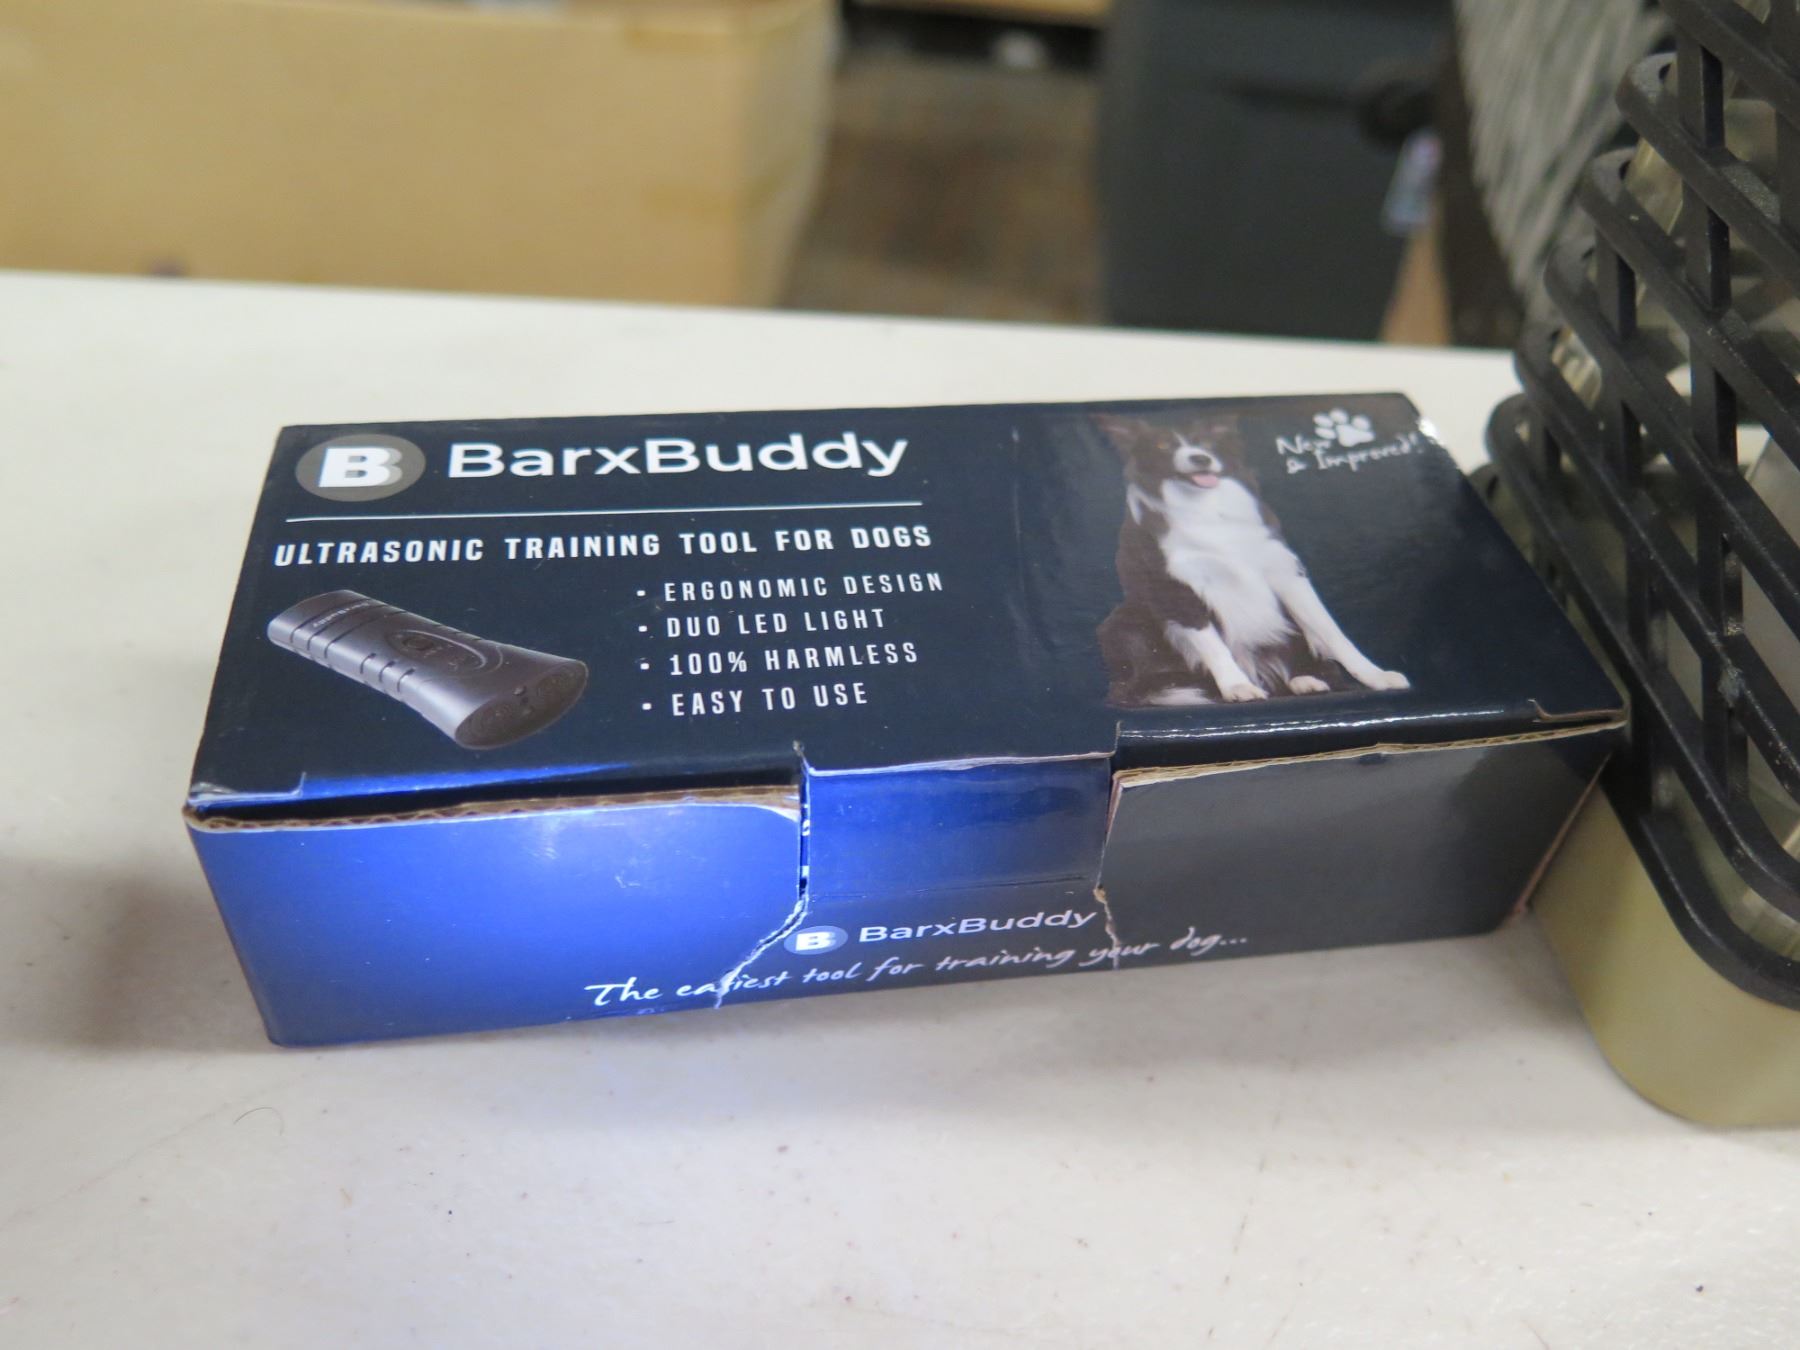 B BarxBuddy
New
& Improved!
ULTRASONIC TRAINING TOOL FOR DOGS
• ERGONOMIC DESIGN
• DUO LED LIGHT
• 100% HARMLESS
• EASY TO USE
B BarxBuddy
The easiest tool for training your dog...